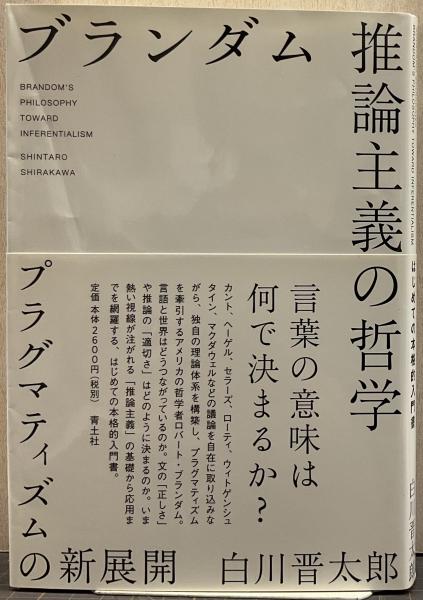 ブランダム
推論主義の哲学
プラグマティズムの新展開
白川晋太郎
BRANDOM'S
PHILOSOPHY
TOWARD
INFERENTIALISM
SHINTARO
SHIRAKAWA
言葉の意味は
何で決まるか?
カント、ヘーゲル、セラーズ、ローティ、ウィトゲンシュ
タイン、マクダウェルなどの議論を自在に取り込みな
がら、独自の理論体系を構築し、プラグマティズム
を牽引するアメリカの哲学者ロバート・ブランダム。
言語と世界はどうつながっているのか。文の「正しさ」
や推論の「適切さ」はどのように決まるのか。いま
熱い視線が注がれる「推論主義」の基礎から応用ま
でを網羅する、はじめての本格的入門書。
定価 本体2600円(税別) 青土社
BRANDOM'S PHILOSOPHY TOWARD INFERENTIALISM
はじめての本格的入門書
白川晋太郎